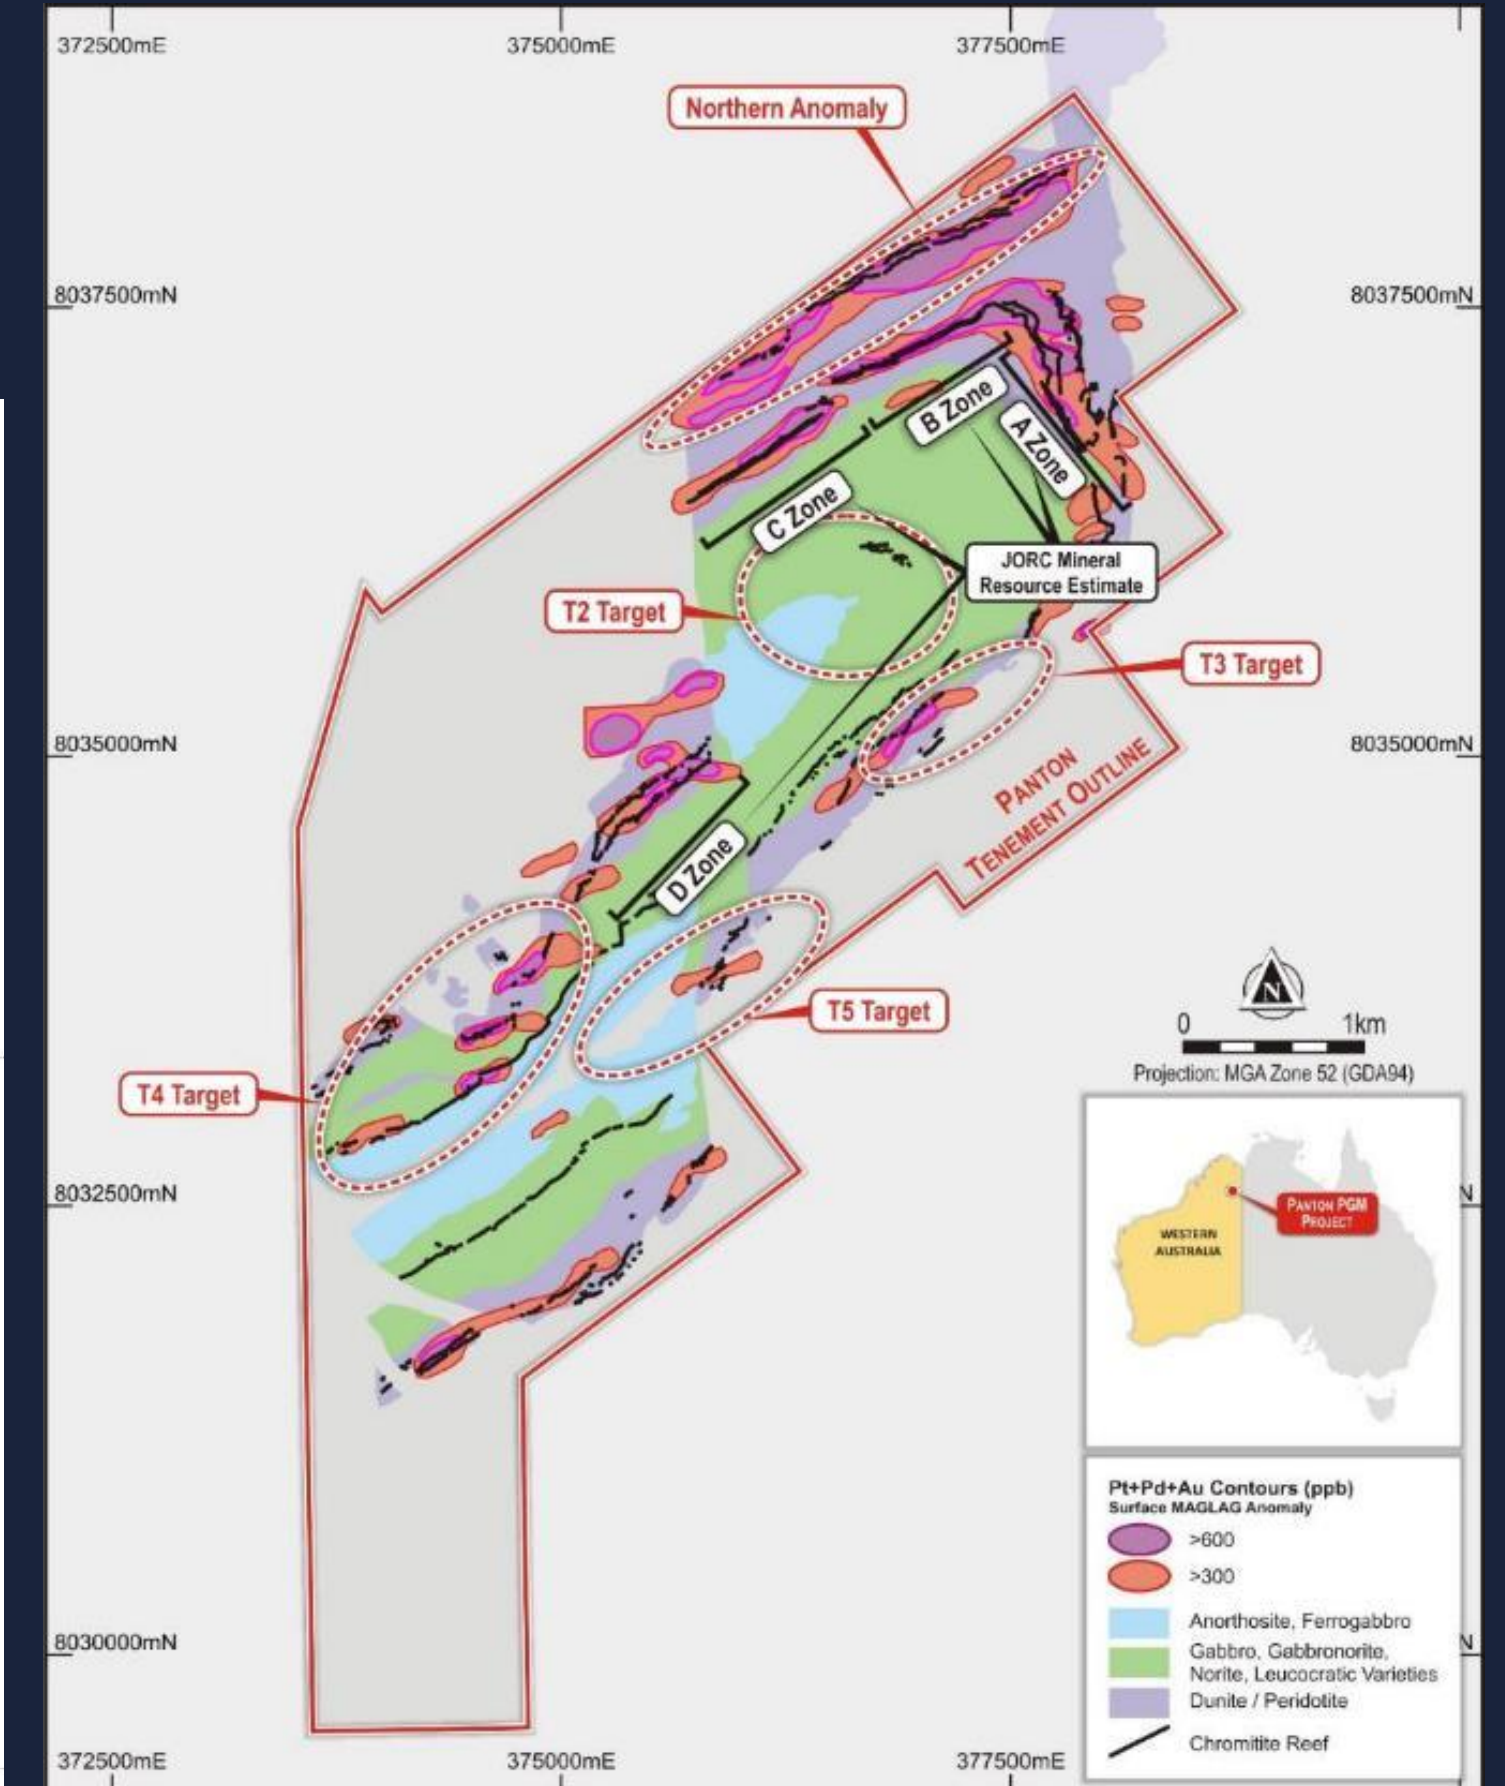 372500mE
375000mE
377500mE
Northern Anomaly
8037500mN
8037500mN
B Zone
A Zone
C Zone
JORC Mineral
Resource Estimate
T2 Target
T3 Target
8035000mN
8035000mN
PANTON
TENEMENT OUTLINE
D Zone
T5 Target
N
0
1km
Projection: MGA Zone 52 (GDA94)
T4 Target
8032500mN
N
PANTON PGM
PROJECT
WESTERN
AUSTRALIA
Pt+Pd+Au Contours (ppb)
Surface MAGLAG Anomaly
>600
>300
Anorthosite, Ferrogabbro
Gabbro, Gabbronorite,
Norite, Leucocratic Varieties
Dunite / Peridotite
Chromitite Reef
8030000mN
N
372500mE
375000mE
377500mE